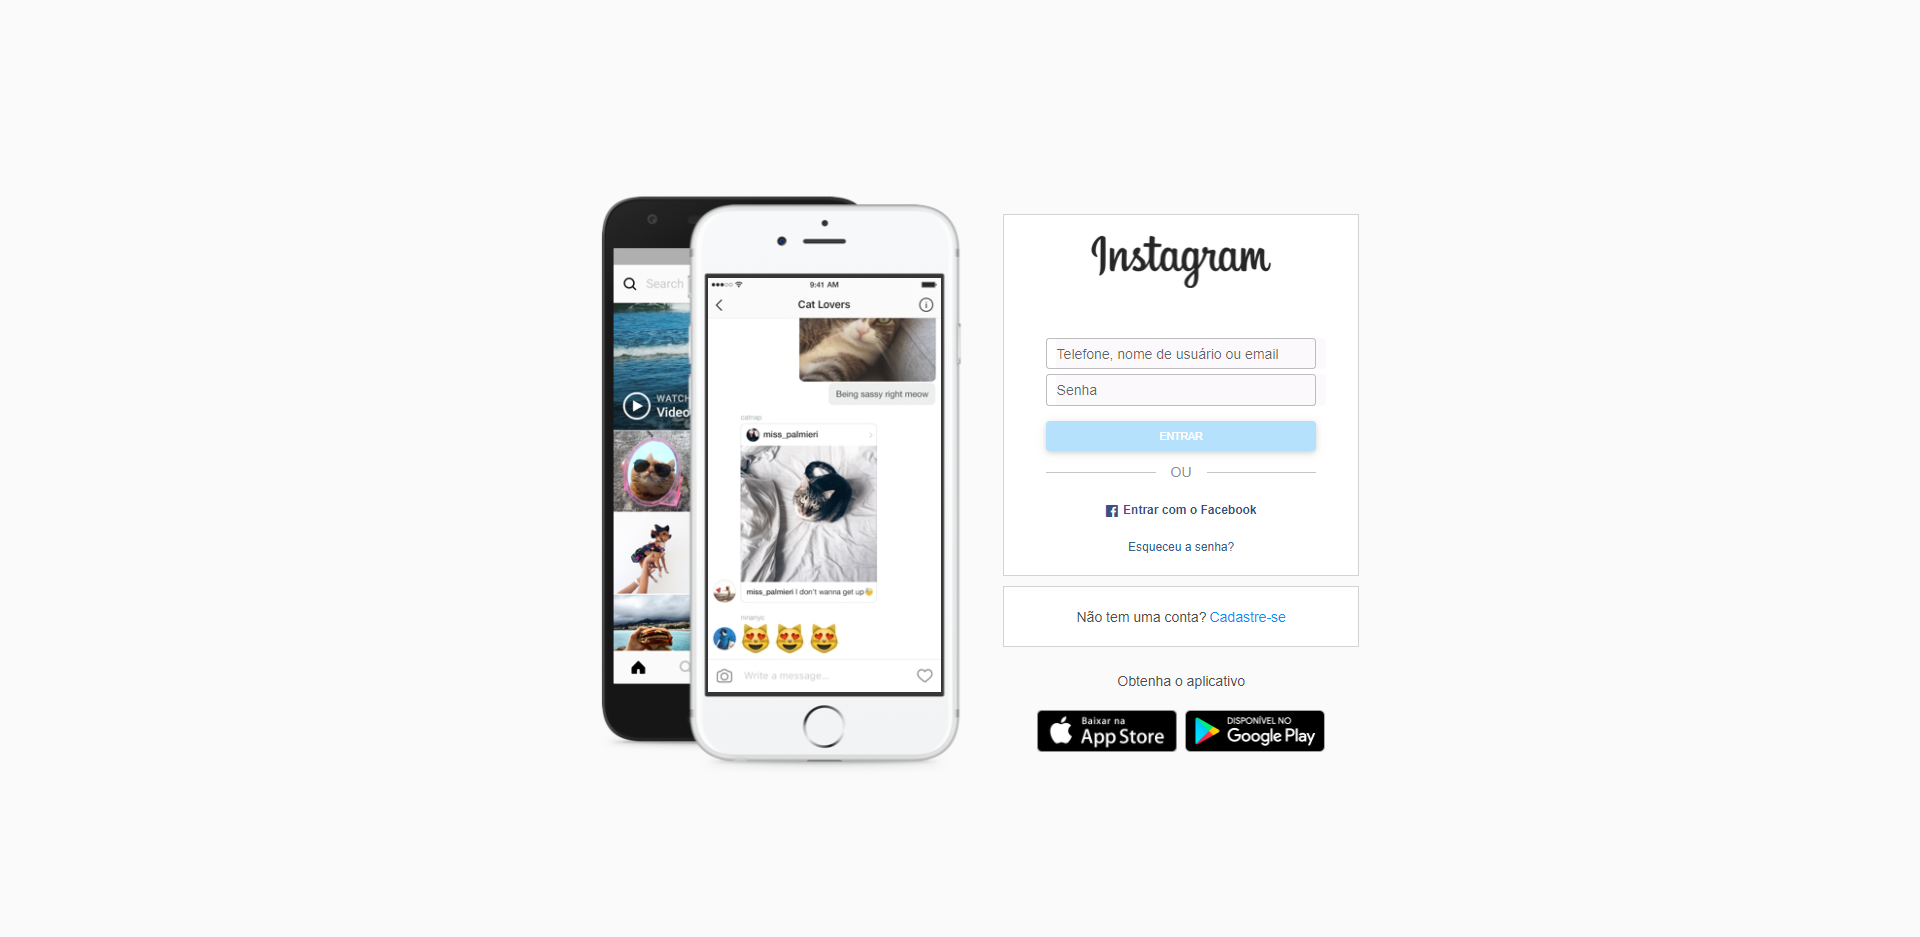 Search
WATCH
Video
9:41 AM
Cat Lovers
Being sassy right meow
catnap
miss_palmieri
miss_palmieri I don't wanna get up
ninanyc
Write a message...
Instagram
Telefone, nome de usuário ou email
Senha
ENTRAR
OU
Entrar com o Facebook
Esqueceu a senha?
Não tem uma conta? Cadastre-se
Obtenha o aplicativo
Baixar na
App Store
DISPONÍVEL NO
Google Play